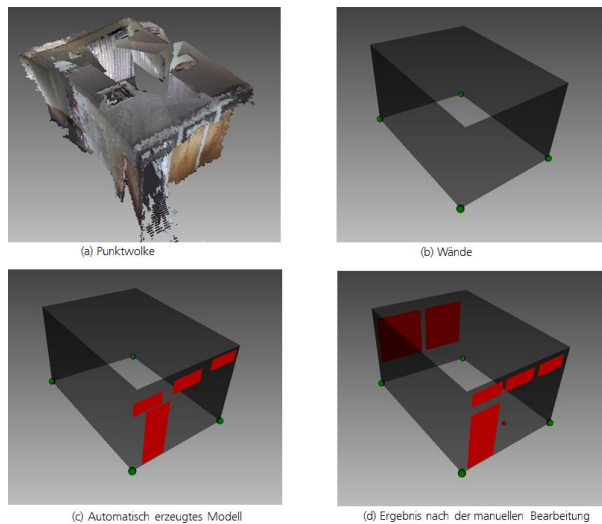 (a) Punktwolke
(b) Wände
(c) Automatisch erzeugtes Modell
(d) Ergebnis nach der manuellen Bearbeitung